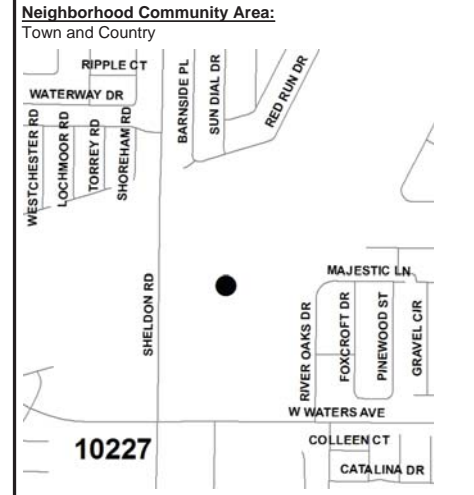 Neighborhood Community Area:
Town and Country
RIPPLE CT
WATERWAY DR
WESTCHESTER RD
LOCHMOOR RD
TORREY RD
SHOREHAM RD
BARNSIDE PL
SUN DIAL DR
RED RUN DR
SHELDON RD
MAJESTIC LN
RIVER OAKS DR
FOXCROFT DR
PINEWOOD ST
GRAVEL CIR
W WATERS AVE
10227
COLLEEN CT
CATALINA DR